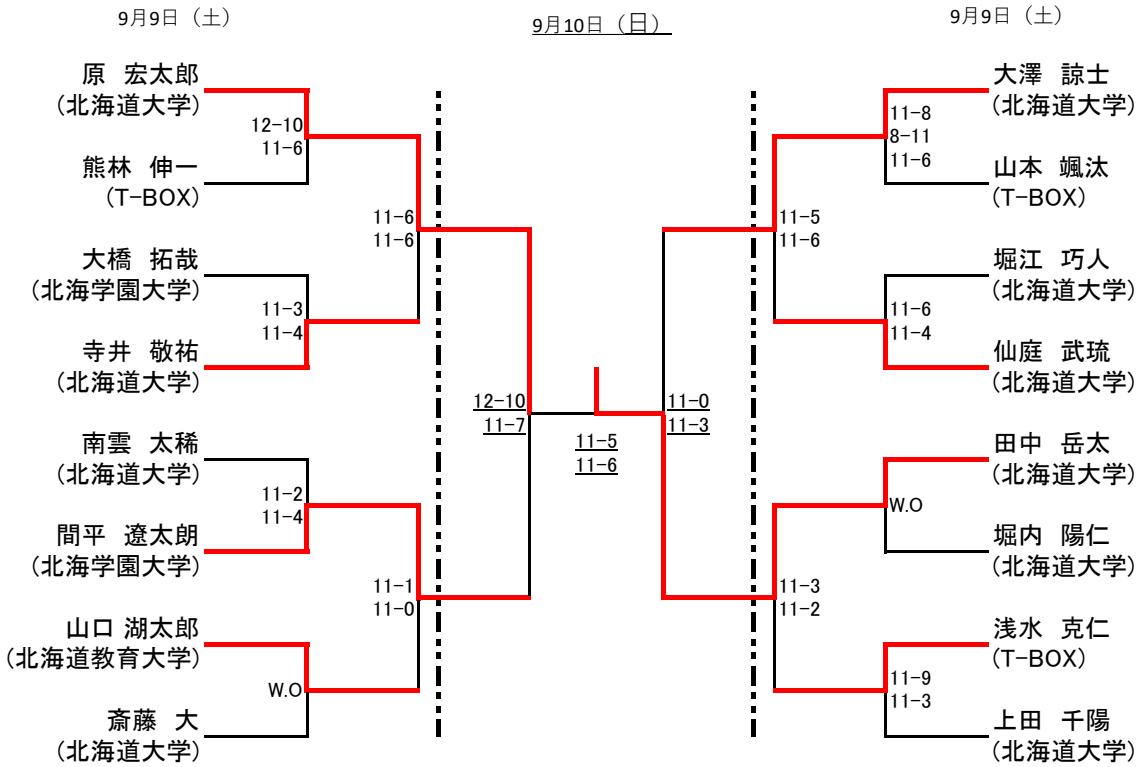 9月9日（土）
9月10日（日）
9月9日（土）
原 宏太郎
(北海道大学)
12-10
11-6
熊林 伸一
(T-BOX)
11-6
11-6
大橋 拓哉
(北海学園大学)
11-3
11-4
寺井 敬祐
(北海道大学)
12-10
11-7
南雲 太稀
(北海道大学)
11-2
11-4
間平 遼太朗
(北海学園大学)
11-1
11-0
山口 湖太郎
(北海道教育大学)
W.O
斎藤 大
(北海道大学)
11-5
11-6
大澤 諒士
(北海道大学)
11-8
8-11
11-6
山本 颯汰
(T-BOX)
11-5
11-6
堀江 巧人
(北海道大学)
11-6
11-4
仙庭 武琉
(北海道大学)
11-0
11-3
田中 岳太
(北海道大学)
W.O
堀内 陽仁
(北海道大学)
11-3
11-2
浅水 克仁
(T-BOX)
11-9
11-3
上田 千陽
(北海道大学)